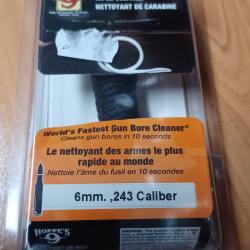 9
NETTOYANT DE CARABINE
World's Fastest Gun Bore Cleaner®
Cleans gun bores in 10 seconds
Le nettoyant des armes le plus
rapide au monde
Nettoie l'âme du fusil en 10 secondes
6mm. ,243 Caliber
HOPPE'S
9